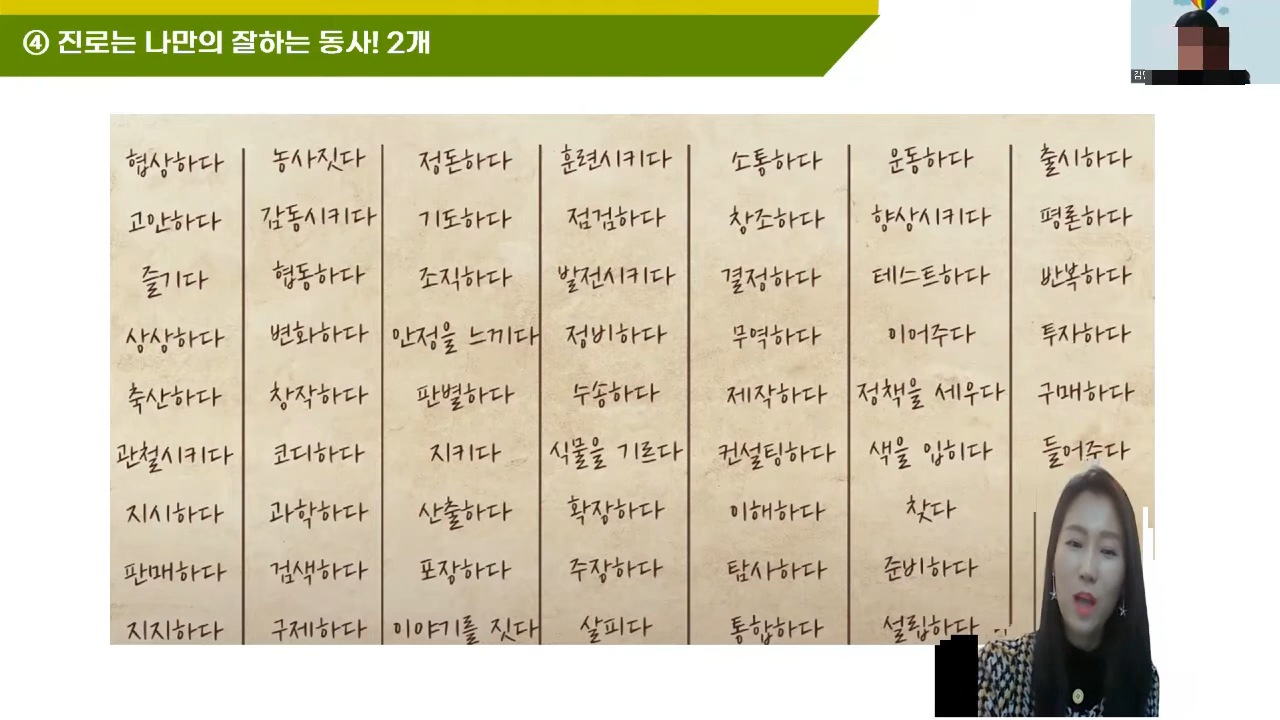 ④ 진로는 나만의 잘하는 동사! 2개
협상하다 농사짓다 정돈하다 훈련시키다 소통하다 운동하다 출시하다
고안하다 감동시키다 기도하다 점검하다 창조하다 향상시키다 평론하다
즐기다 협동하다 조직하다 발전시키다 결정하다 테스트하다 반복하다
상상하다 변화하다 안정을 느끼다 정비하다 무역하다 이어주다 투자하다
축산하다 창작하다 판별하다 수송하다 제작하다 정책을 세우다 구매하다
관철시키다 코디하다 지키다 식물을 기르다 컨설팅하다 색을 입히다 들어주다
지시하다 과학하다 산출하다 확장하다 이해하다 찾다
판매하다 검색하다 포장하다 주장하다 탐사하다 준비하다
지지하다 구제하다 이야기를 짓다 살피다 통합하다 설립하다